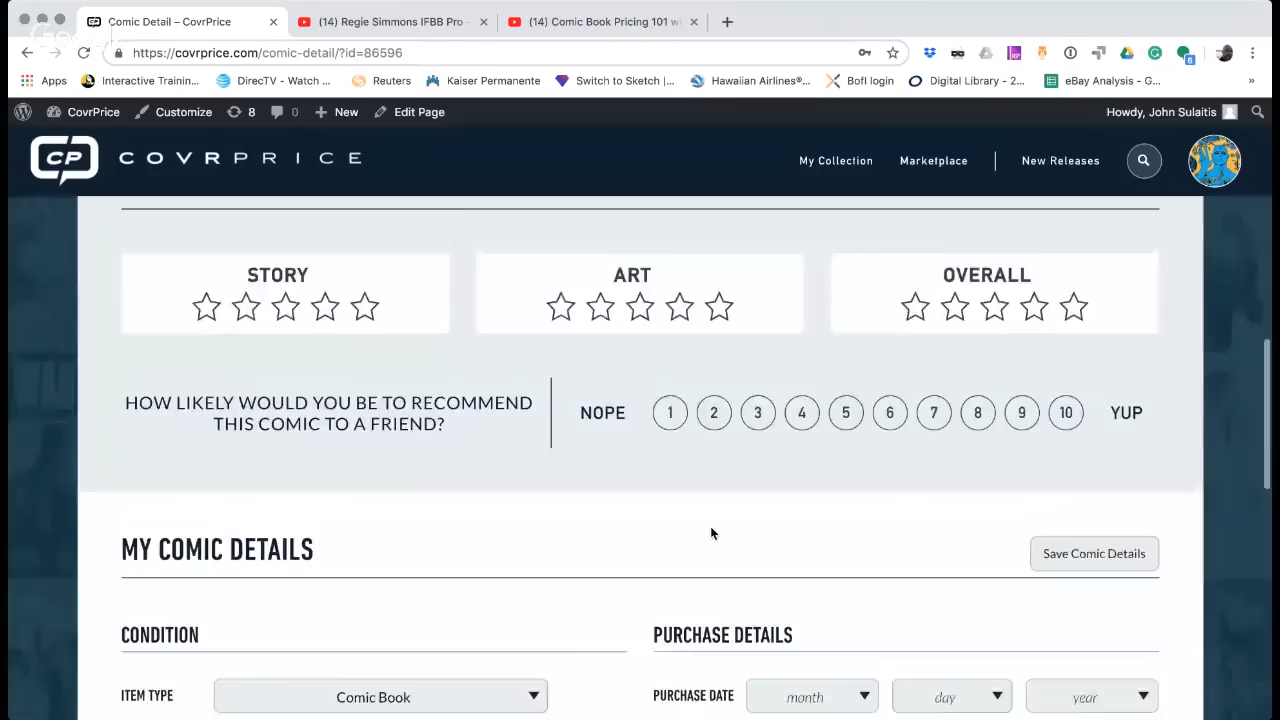 Comic Detail – CovrPrice
(14) Regie Simmons IFBB Pro -
(14) Comic Book Pricing 101 w
https://covrprice.com/comic-detail/?id=86596
Apps
Interactive Training...
DirecTV - Watch ...
Reuters
Kaiser Permanente
Switch to Sketch |...
Hawaiian Airlines®...
BofI login
Digital Library - 2...
eBay Analysis - G...
»
CovrPrice
Customize
8
0
New
Edit Page
Howdy, John Sulaitis
CP
COVRPRICE
My Collection
Marketplace
New Releases
STORY
ART
OVERALL
HOW LIKELY WOULD YOU BE TO RECOMMEND
THIS COMIC TO A FRIEND?
NOPE
1 2 3 4 5 6 7 8 9 10
YUP
MY COMIC DETAILS
Save Comic Details
CONDITION
PURCHASE DETAILS
ITEM TYPE
Comic Book
PURCHASE DATE
month
day
year